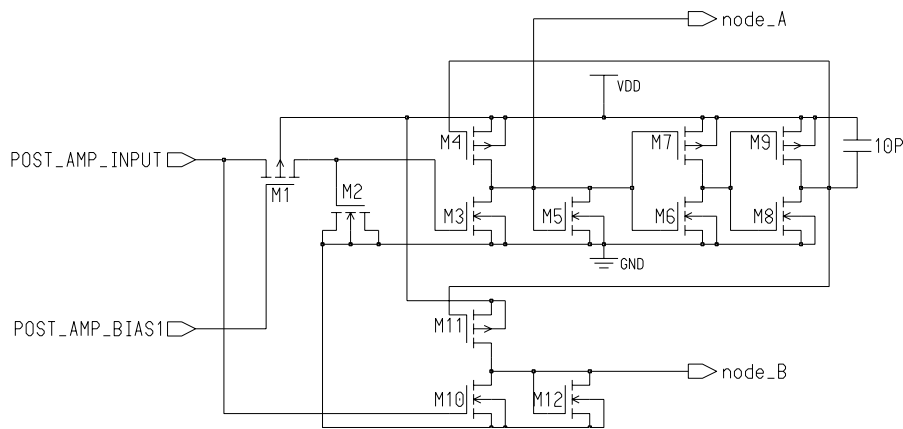 node_A
VDD
M4
M7
M9
10P
POST_AMP_INPUT
M1
M2
M3
M5
M6
M8
GND
POST_AMP_BIAS1
M11
node_B
M10
M12